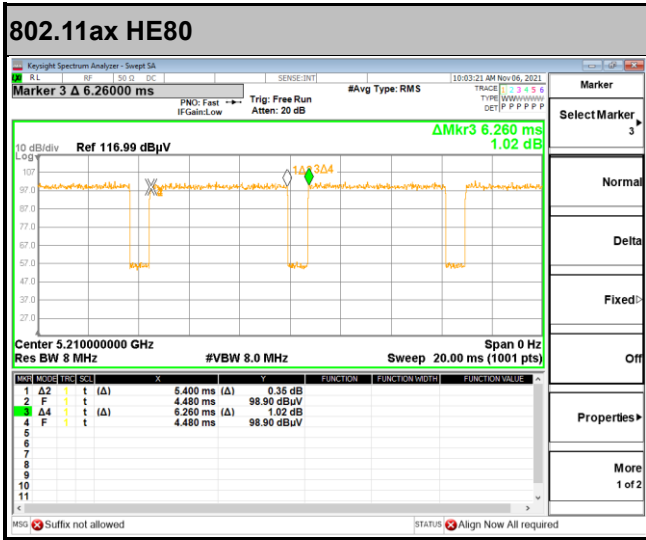 802.11ax HE80
Keysight Spectrum Analyzer - Swept SA
RL RF 50 Ω DC SENSE:INT 10:03:21 AM Nov 06, 2021
Marker 3 Δ 6.26000 ms #Avg Type: RMS TRACE 1 2 3 4 5 6
PNO: Fast Trig: Free Run TYPE WWWWWW
IFGain:Low Atten: 20 dB DET P P P P P P
ΔMkr3 6.260 ms
10 dB/div Ref 116.99 dBµV 1.02 dB
Log
107
97.0
87.0
77.0
67.0
57.0
47.0
37.0
27.0
3Δ4
Center 5.210000000 GHz Span 0 Hz
Res BW 8 MHz #VBW 8.0 MHz Sweep 20.00 ms (1001 pts)
MKR MODE TRC SCL X Y FUNCTION FUNCTION WIDTH FUNCTION VALUE
1 Δ2 1 t (Δ) 5.400 ms (Δ) 0.35 dB
2 F 1 t 4.480 ms 98.90 dBµV
3 Δ4 1 t (Δ) 6.260 ms (Δ) 1.02 dB
4 F 1 t 4.480 ms 98.90 dBµV
5
6
7
8
9
10
11
MSG Suffix not allowed STATUS Align Now All required
Marker
Select Marker
3
Normal
Delta
Fixed
Off
Properties
More
1 of 2